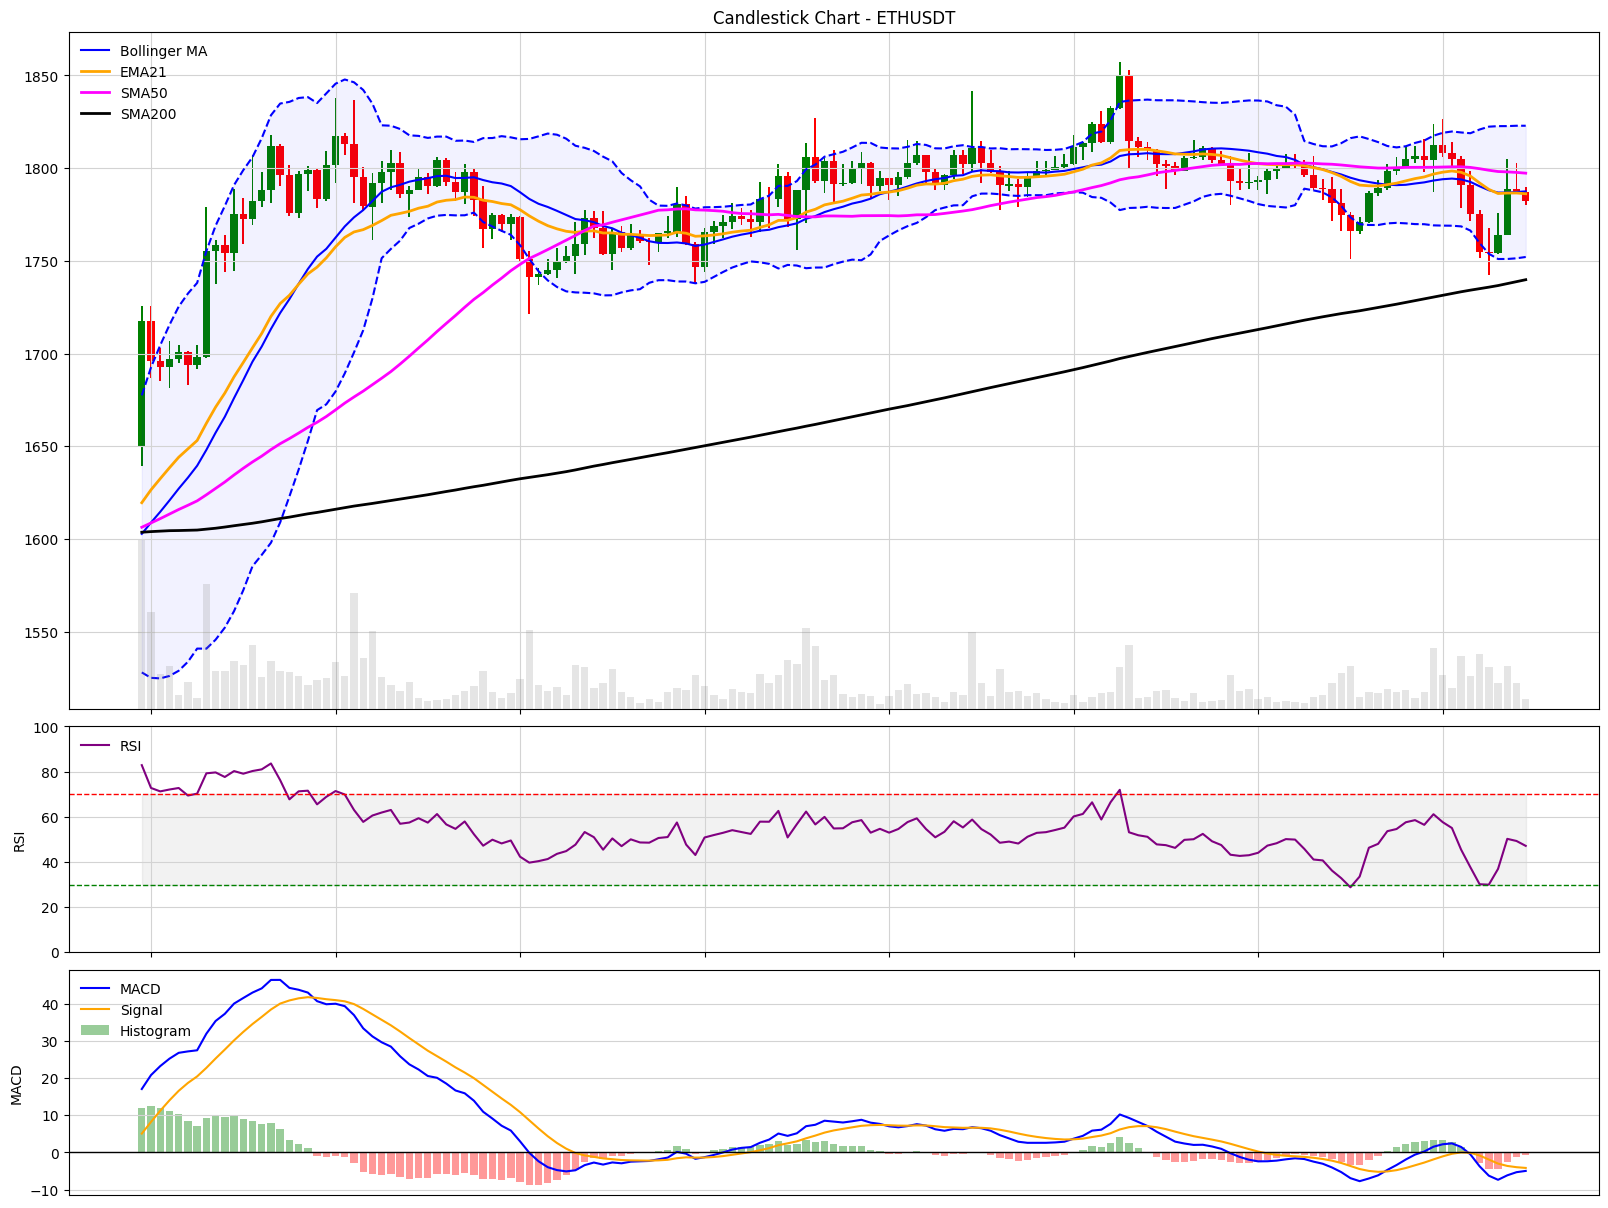 Candlestick Chart - ETHUSDT
Bollinger MA
EMA21
SMA50
SMA200
1850
1800
1750
1700
1650
1600
1550
RSI
100
80
60
40
20
0
RSI
MACD
Signal
Histogram
40
30
20
10
0
−10
MACD